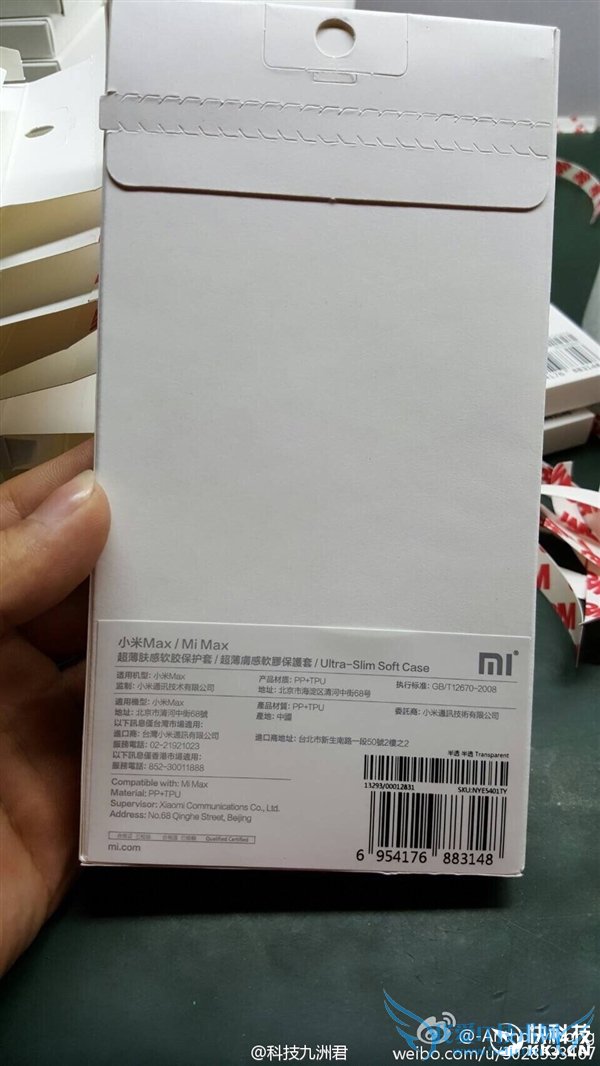 小米Max / Mi Max
超薄肤感软胶保护套 / 超薄膚感軟膠保護套 / Ultra-Slim Soft Case
mi
适用机型: 小米Max 产品材质: PP+TPU 执行标准: GB/T12670-2008
监制: 小米通讯技术有限公司 地址: 北京市海淀区清河中街68号
適用機型: 小米Max 產品材質: PP+TPU 委託商: 小米通訊技術有限公司
地址: 北京市清河中街68號 產地: 中國
以下訊息僅台灣市場適用:
進口商: 台灣小米通訊有限公司 進口商地址: 台北市新生南路一段50號2樓之2
服務電話: 02-21921023
以下訊息僅香港市場適用:
服務電話: 852-30011888
半透 半透 Transparent
Compatible with: Mi Max
Material: PP+TPU
Supervisor: Xiaomi Communications Co., Ltd.
Address: No.68 Qinghe Street, Beijing
13293/00012831 SKU:NYE5401TY
Qualified Certified
mi.com
6 954176 883148
@科技九洲君
快科技
KKJ.CN